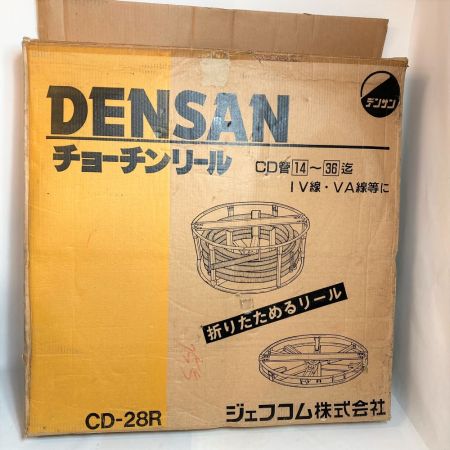 DENSAN
デンサン
チョーチンリール
CD管14～36迄
IV線・VA線等に
折りたためるリール
CD-28R
ジェフコム株式会社